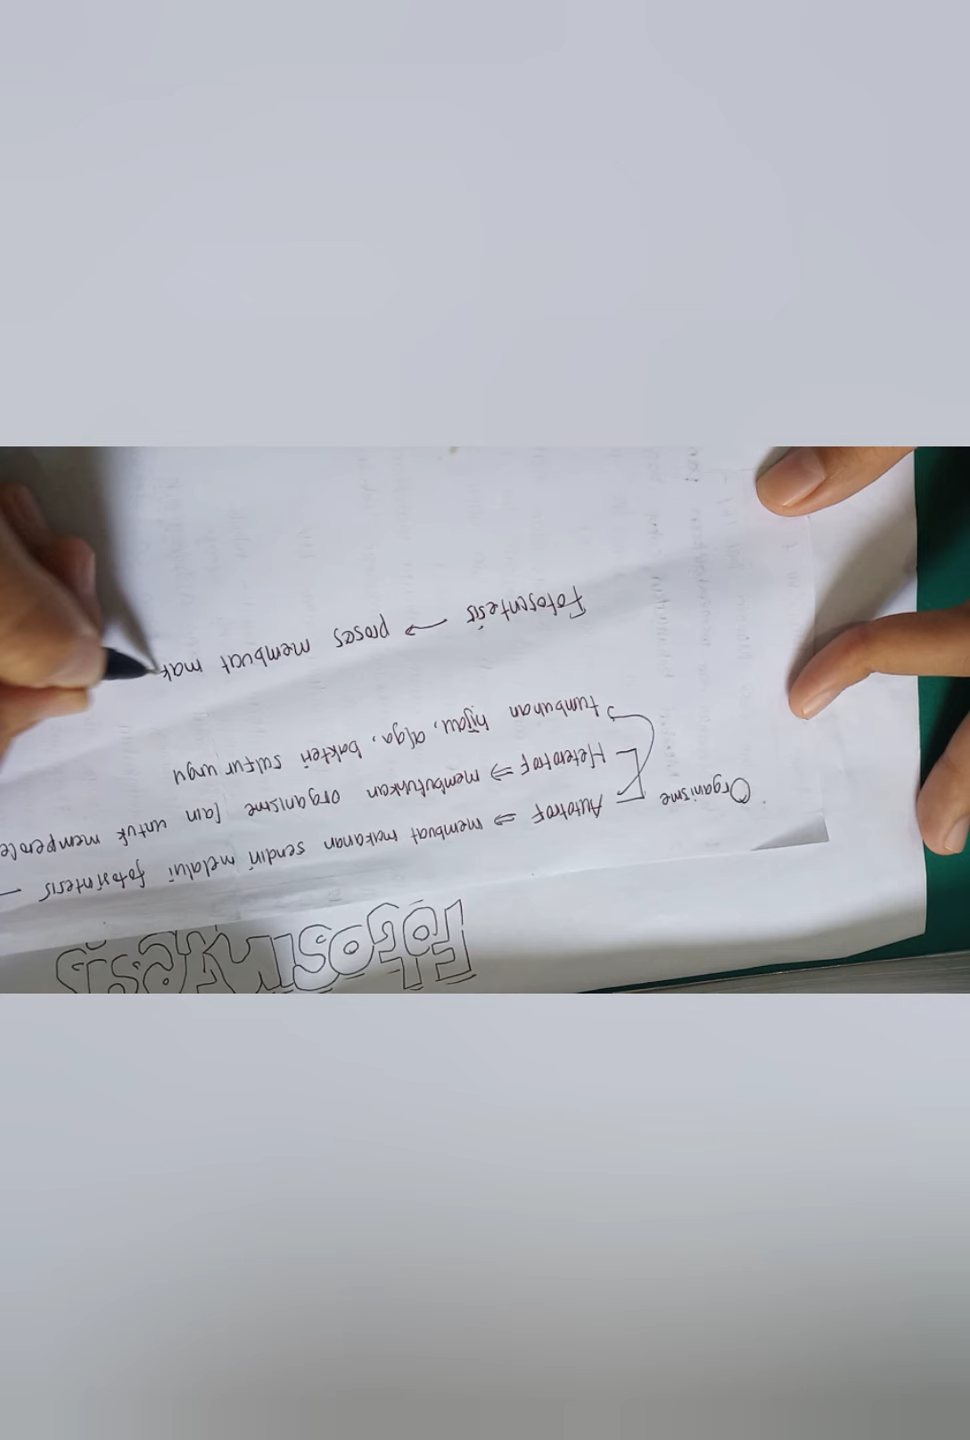 Fotosintesis
Organisme
Autotrof ⇒ membuat makanan sendiri melalui fotosintesis →
Heterotrof ⇒ membutuhkan organisme lain untuk memperole
tumbuhan hijau, alga, bakteri sulfur ungu
Fotosintesis → proses membuat mak